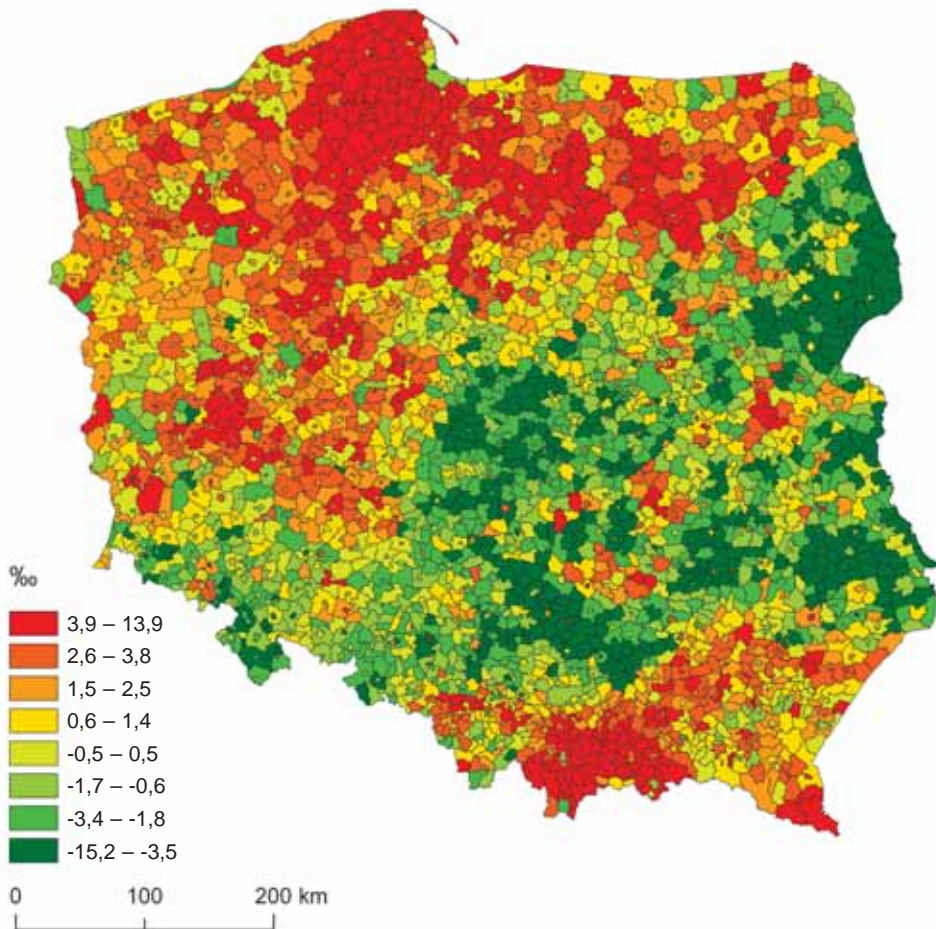 ‰
3,9 – 13,9
2,6 – 3,8
1,5 – 2,5
0,6 – 1,4
-0,5 – 0,5
-1,7 – -0,6
-3,4 – -1,8
-15,2 – -3,5
0 100 200 km